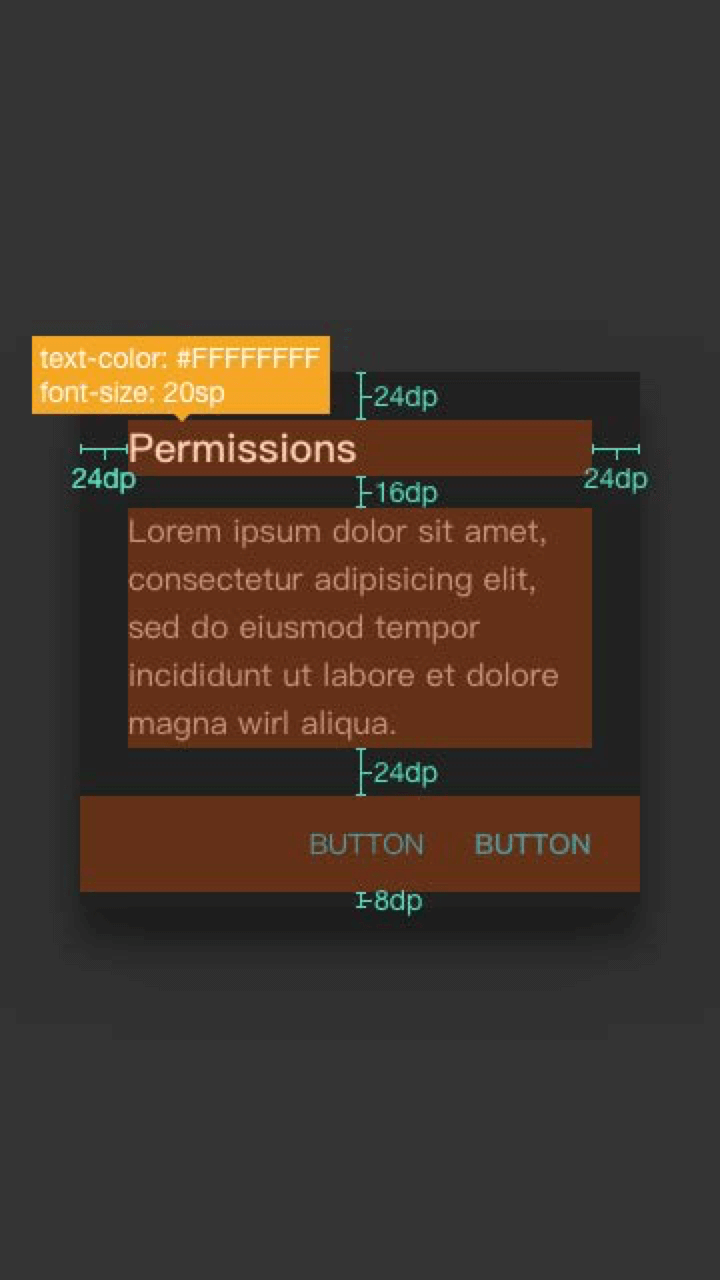 text-color: #FFFFFFFF
font-size: 20sp
24dp
Permissions
24dp
24dp
16dp
Lorem ipsum dolor sit amet,
consectetur adipisicing elit,
sed do eiusmod tempor
incididunt ut labore et dolore
magna wirl aliqua.
24dp
BUTTON BUTTON
8dp